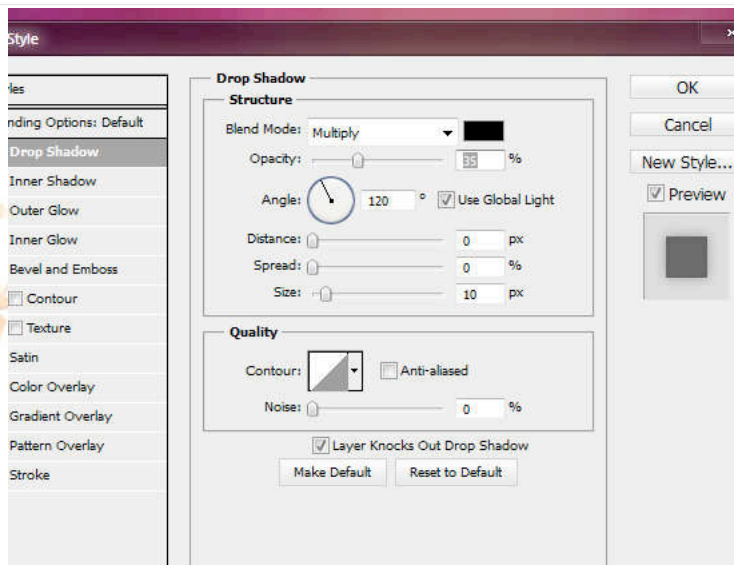 Style
les
nding Options: Default
Drop Shadow
Inner Shadow
Outer Glow
Inner Glow
Bevel and Emboss
Contour
Texture
Satin
Color Overlay
Gradient Overlay
Pattern Overlay
Stroke
Drop Shadow
Structure
Blend Mode: Multiply
Opacity: 35 %
Angle: 120 ° Use Global Light
Distance: 0 px
Spread: 0 %
Size: 10 px
Quality
Contour: Anti-aliased
Noise: 0 %
Layer Knocks Out Drop Shadow
Make Default Reset to Default
OK
Cancel
New Style...
Preview